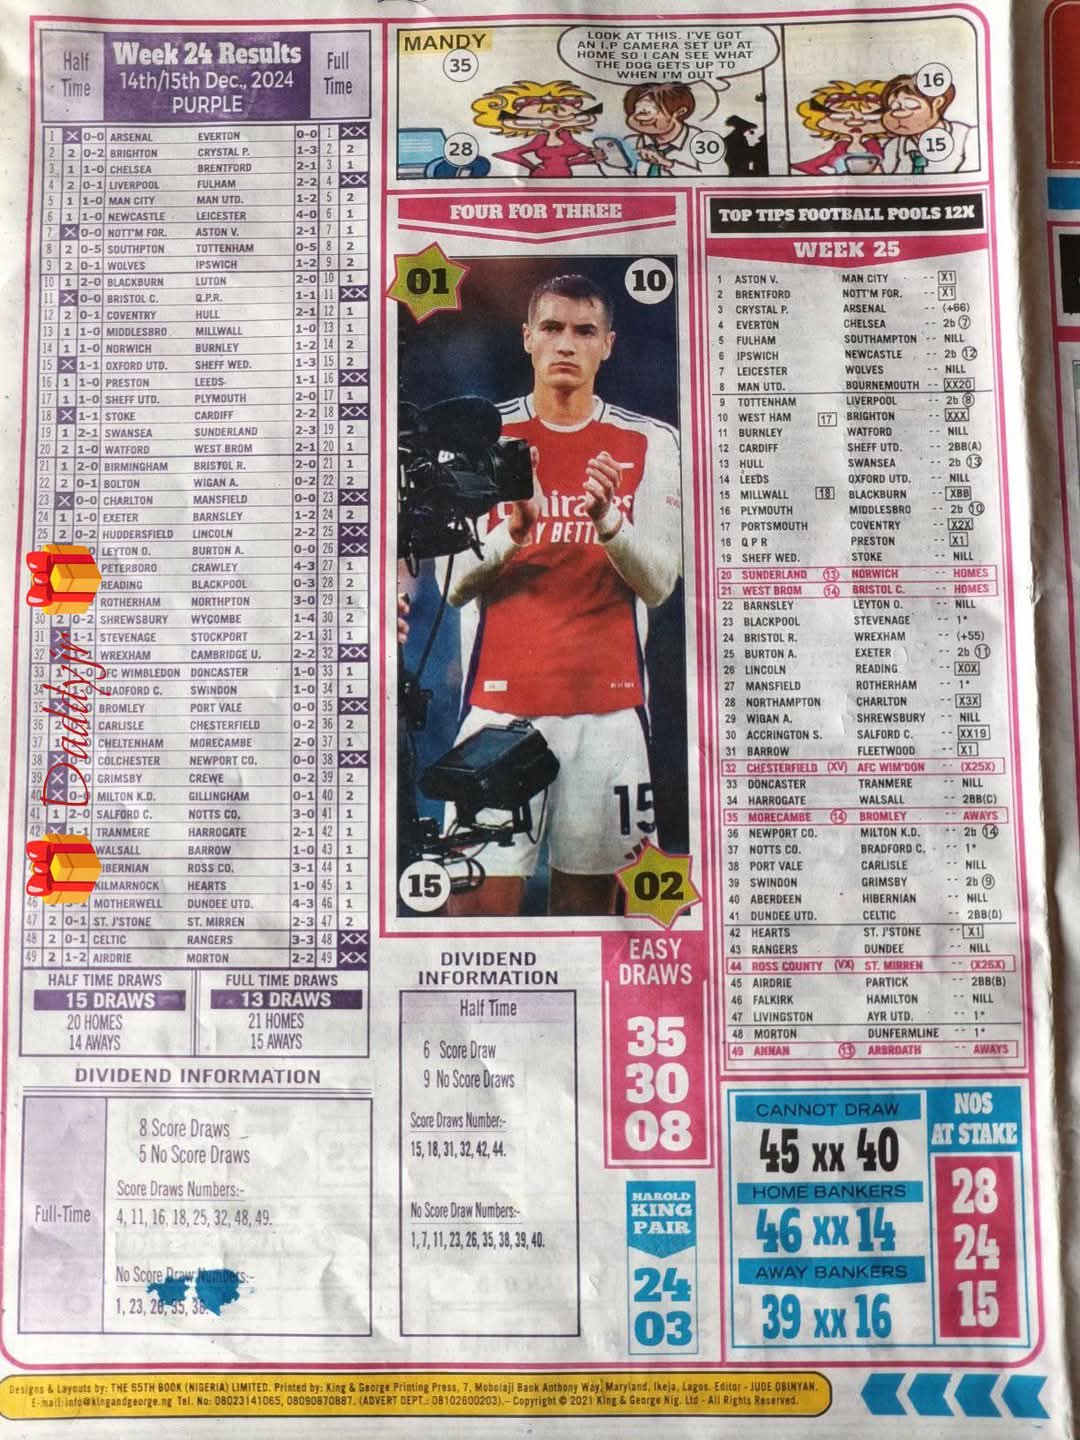 Half Time
Week 24 Results
14th/15th Dec., 2024
PURPLE
Full Time
1 X 0-0 ARSENAL EVERTON 0-0 1 XX
2 2 0-2 BRIGHTON CRYSTAL P. 1-3 2 2
3 1 1-0 CHELSEA BRENTFORD 2-1 3 1
4 2 0-1 LIVERPOOL FULHAM 2-2 4 XX
5 1 1-0 MAN CITY MAN UTD. 1-2 5 2
6 1 1-0 NEWCASTLE LEICESTER 4-0 6 1
7 X 0-0 NOTT'M FOR. ASTON V. 2-1 7 1
8 2 0-5 SOUTHPTON TOTTENHAM 0-5 8 2
9 2 0-1 WOLVES IPSWICH 1-2 9 2
10 1 2-0 BLACKBURN LUTON 2-0 10 1
11 X 0-0 BRISTOL C. Q.P.R. 1-1 11 XX
12 2 0-1 COVENTRY HULL 2-1 12 1
13 1 1-0 MIDDLESBRO MILLWALL 1-0 13 1
14 1 1-0 NORWICH BURNLEY 1-2 14 2
15 X 1-1 OXFORD UTD. SHEFF WED. 1-3 15 2
16 1 1-0 PRESTON LEEDS 1-1 16 XX
17 1 1-0 SHEFF UTD. PLYMOUTH 2-0 17 1
18 X 1-1 STOKE CARDIFF 2-2 18 XX
19 1 2-1 SWANSEA SUNDERLAND 2-3 19 2
20 2 1-0 WATFORD WEST BROM 2-1 20 1
21 1 2-0 BIRMINGHAM BRISTOL R. 2-0 21 1
22 2 0-1 BOLTON WIGAN A. 0-2 22 2
23 X 0-0 CHARLTON MANSFIELD 0-0 23 XX
24 1 1-0 EXETER BARNSLEY 1-2 24 2
25 2 0-2 HUDDERSFIELD LINCOLN 2-2 25 XX
0 LEYTON O. BURTON A. 0-0 26 XX
PETERBORO CRAWLEY 4-3 27 1
READING BLACKPOOL 0-3 28 2
ROTHERHAM NORTHPTON 3-0 29 1
30 2 0-2 SHREWSBURY WYCOMBE 1-4 30 2
31 X 1-1 STEVENAGE STOCKPORT 2-1 31 1
32 X 1-1 WREXHAM CAMBRIDGE U. 2-2 32 XX
33 1 1-0 AFC WIMBLEDON DONCASTER 1-0 33 1
34 1 1-0 BRADFORD C. SWINDON 1-0 34 1
35 X 0-0 BROMLEY PORT VALE 0-0 35 XX
36 2 CARLISLE CHESTERFIELD 0-2 36 2
37 1 CHELTENHAM MORECAMBE 2-0 37 1
38 X 0-0 COLCHESTER NEWPORT CO. 0-0 38 XX
39 X 0-0 GRIMSBY CREWE 0-2 39 2
40 X 0-0 MILTON K.D. GILLINGHAM 0-1 40 2
41 1 2-0 SALFORD C. NOTTS CO. 3-0 41 1
42 X 1-1 TRANMERE HARROGATE 2-1 42 1
WALSALL BARROW 1-0 43 1
HIBERNIAN ROSS CO. 3-1 44 1
KILMARNOCK HEARTS 1-0 45 1
46 MOTHERWELL DUNDEE UTD. 4-3 46 1
47 2 0-1 ST. J'STONE ST. MIRREN 2-3 47 2
48 2 0-1 CELTIC RANGERS 3-3 48 XX
49 2 1-2 AIRDRIE MORTON 2-2 49 XX
Daddyjr
HALF TIME DRAWS
15 DRAWS
20 HOMES
14 AWAYS
FULL TIME DRAWS
13 DRAWS
21 HOMES
15 AWAYS
DIVIDEND INFORMATION
Full-Time
8 Score Draws
5 No Score Draws
Score Draws Numbers:-
4, 11, 16, 18, 25, 32, 48, 49.
No Score Draw Numbers:-
1, 23, 26, 35, 38.
MANDY
35
28
LOOK AT THIS. I'VE GOT
AN I.P CAMERA SET UP AT
HOME SO I CAN SEE WHAT
THE DOG GETS UP TO
WHEN I'M OUT
30
16
15
FOUR FOR THREE
01
10
Emirates
FLY BETTER
15
15
02
DIVIDEND
INFORMATION
Half Time
6 Score Draw
9 No Score Draws
Score Draws Number:-
15, 18, 31, 32, 42, 44.
No Score Draw Numbers:-
1, 7, 11, 23, 26, 35, 38, 39, 40.
EASY
DRAWS
35
30
08
HAROLD
KING
PAIR
24
03
TOP TIPS FOOTBALL POOLS 12X
WEEK 25
1 ASTON V. MAN CITY -- X1
2 BRENTFORD NOTT'M FOR. -- X1
3 CRYSTAL P. ARSENAL -- (+66)
4 EVERTON CHELSEA -- 2b 7
5 FULHAM SOUTHAMPTON -- NILL
6 IPSWICH NEWCASTLE -- 2b 12
7 LEICESTER WOLVES -- NILL
8 MAN UTD. BOURNEMOUTH -- XX20
9 TOTTENHAM LIVERPOOL -- 2b 8
10 WEST HAM 17 BRIGHTON -- XXX
11 BURNLEY WATFORD -- NILL
12 CARDIFF SHEFF UTD. -- 2BB(A)
13 HULL SWANSEA -- 2b 13
14 LEEDS OXFORD UTD. -- NILL
15 MILLWALL 18 BLACKBURN -- XBB
16 PLYMOUTH MIDDLESBRO -- 2b 10
17 PORTSMOUTH COVENTRY -- X2X
18 Q P R PRESTON -- X1
19 SHEFF WED. STOKE -- NILL
20 SUNDERLAND 13 NORWICH -- HOMES
21 WEST BROM 14 BRISTOL C. -- HOMES
22 BARNSLEY LEYTON O. -- NILL
23 BLACKPOOL STEVENAGE -- 1*
24 BRISTOL R. WREXHAM -- (+55)
25 BURTON A. EXETER -- 2b 11
26 LINCOLN READING -- XOX
27 MANSFIELD ROTHERHAM -- 1*
28 NORTHAMPTON CHARLTON -- X3X
29 WIGAN A. SHREWSBURY -- NILL
30 ACCRINGTON S. SALFORD C. -- XX19
31 BARROW FLEETWOOD -- X1
32 CHESTERFIELD (XV) AFC WIM'DON -- (X25X)
33 DONCASTER TRANMERE -- NILL
34 HARROGATE WALSALL -- 2BB(C)
35 MORECAMBE 14 BROMLEY -- AWAYS
36 NEWPORT CO. MILTON K.D. -- 2b 14
37 NOTTS CO. BRADFORD C. -- 1*
38 PORT VALE CARLISLE -- NILL
39 SWINDON GRIMSBY -- 2b 9
40 ABERDEEN HIBERNIAN -- NILL
41 DUNDEE UTD. CELTIC -- 2BB(D)
42 HEARTS ST. J'STONE -- X1
43 RANGERS DUNDEE -- NILL
44 ROSS COUNTY (VX) ST. MIRREN -- (X26X)
45 AIRDRIE PARTICK -- 2BB(B)
46 FALKIRK HAMILTON -- NILL
47 LIVINGSTON AYR UTD. -- 1*
48 MORTON DUNFERMLINE -- 1*
49 ANNAN 13 ARBROATH -- AWAYS
CANNOT DRAW
45 xx 40
HOME BANKERS
46 xx 14
AWAY BANKERS
39 xx 16
NOS
AT STAKE
28
24
15
Designs & Layouts by: THE 65TH BOOK (NIGERIA) LIMITED. Printed by: King & George Printing Press, 7, Mobolaji Bank Anthony Way, Maryland, Ikeja, Lagos. Editor - JUDE OBINYAN.
E-mail:info@kingandgeorge.ng Tel. No: 08023141065, 08090870887. (ADVERT DEPT.: 08102600203).- Copyright © 2021 King & George Nig. Ltd - All Rights Reserved.